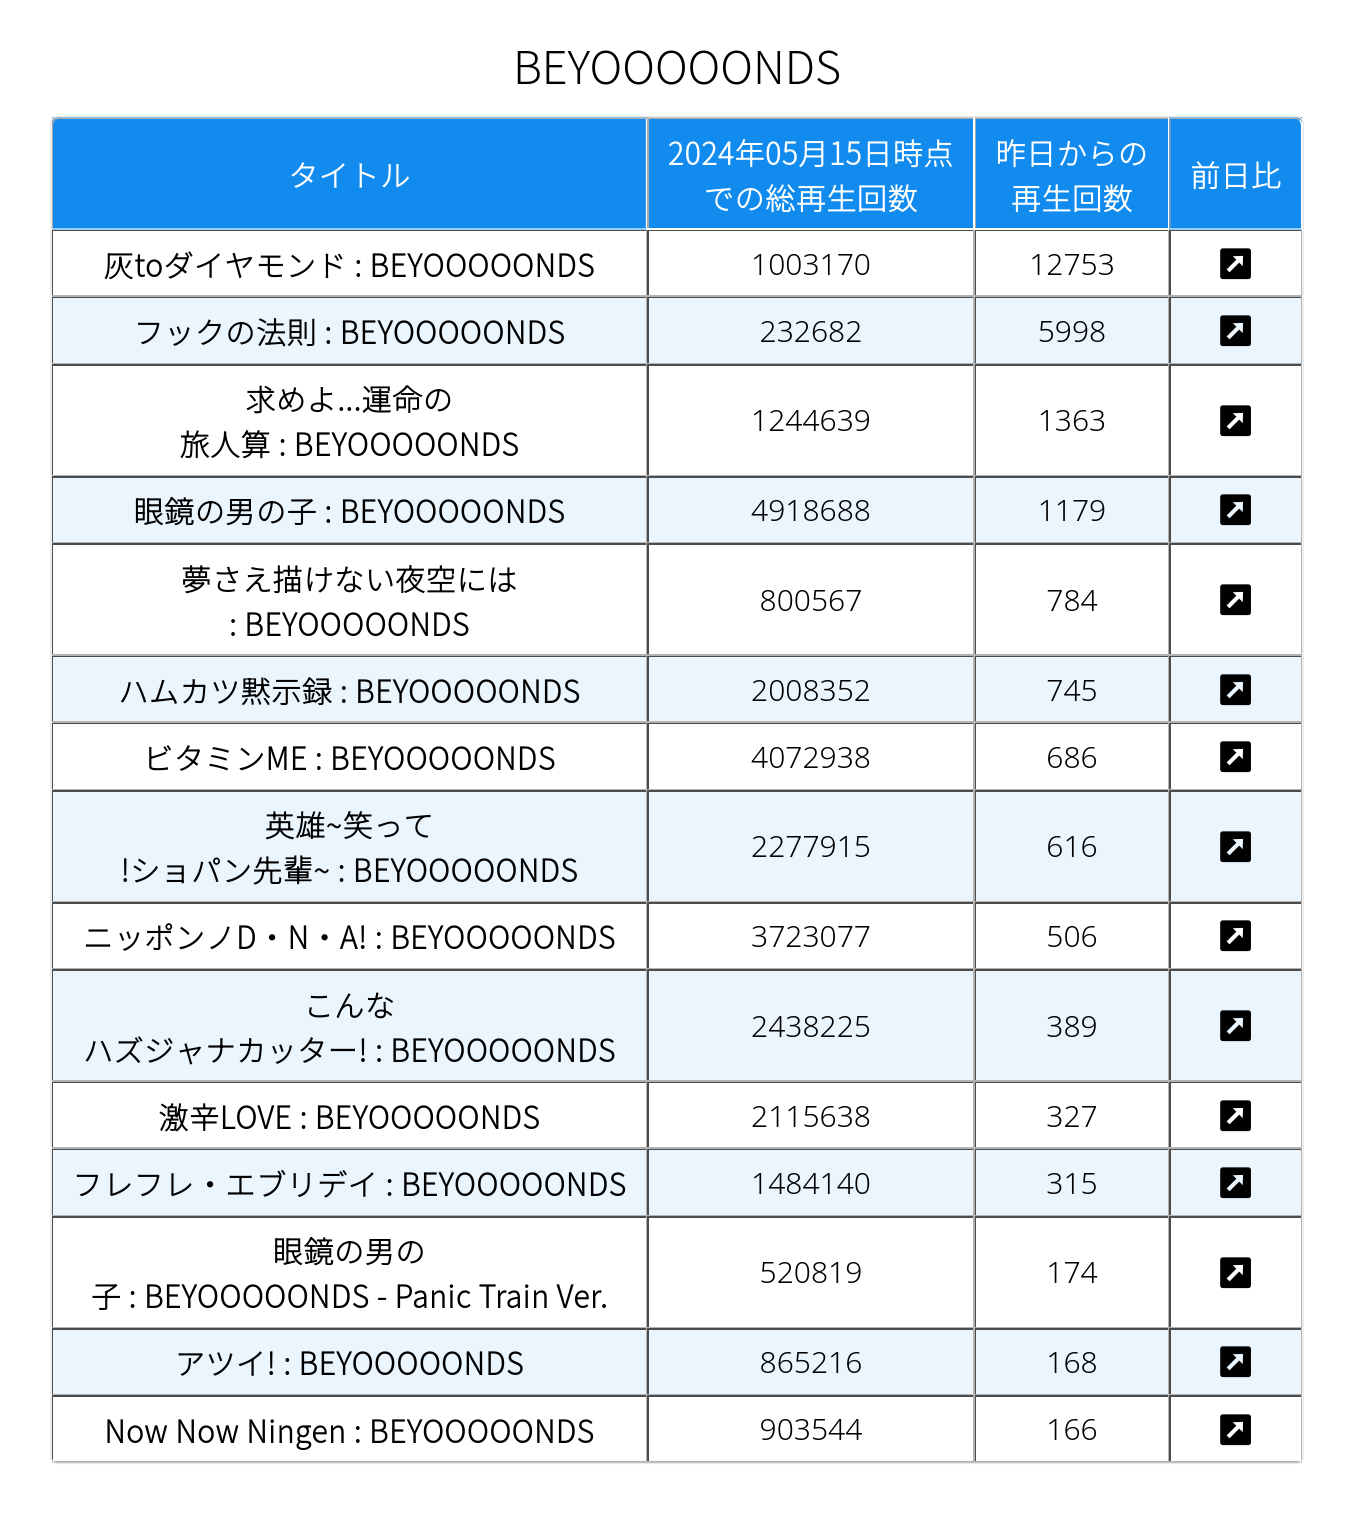 BEYOOOOONDS
タイトル
2024年05月15日時点
での総再生回数
昨日からの
再生回数
前日比
灰toダイヤモンド : BEYOOOOONDS
1003170
12753
フックの法則 : BEYOOOOONDS
232682
5998
求めよ...運命の
旅人算 : BEYOOOOONDS
1244639
1363
眼鏡の男の子 : BEYOOOOONDS
4918688
1179
夢さえ描けない夜空には
: BEYOOOOONDS
800567
784
ハムカツ黙示録 : BEYOOOOONDS
2008352
745
ビタミンME : BEYOOOOONDS
4072938
686
英雄~笑って
!ショパン先輩~ : BEYOOOOONDS
2277915
616
ニッポンノD・N・A! : BEYOOOOONDS
3723077
506
こんな
ハズジャナカッター! : BEYOOOOONDS
2438225
389
激辛LOVE : BEYOOOOONDS
2115638
327
フレフレ・エブリデイ : BEYOOOOONDS
1484140
315
眼鏡の男の
子 : BEYOOOOONDS - Panic Train Ver.
520819
174
アツイ! : BEYOOOOONDS
865216
168
Now Now Ningen : BEYOOOOONDS
903544
166